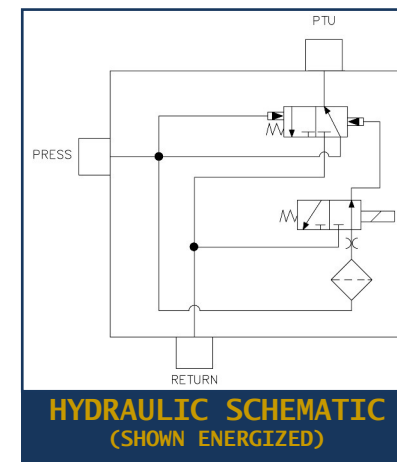 PTU
PRESS
RETURN
HYDRAULIC SCHEMATIC
(SHOWN ENERGIZED)